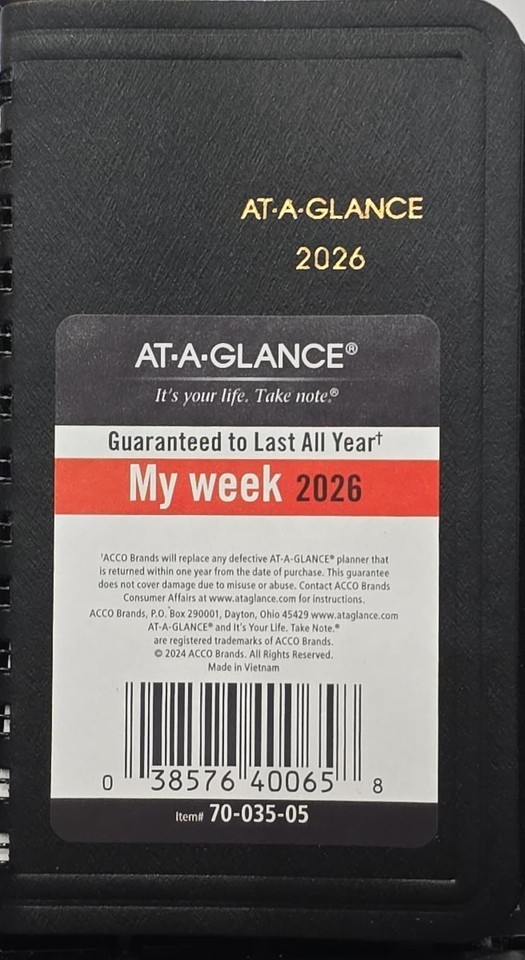 AT-A-GLANCE
2026
AT·A·GLANCE®
It's your life. Take note.®
Guaranteed to Last All Year†
My week 2026
†ACCO Brands will replace any defective AT-A-GLANCE® planner that
is returned within one year from the date of purchase. This guarantee
does not cover damage due to misuse or abuse. Contact ACCO Brands
Consumer Affairs at www.ataglance.com for instructions.
ACCO Brands, P.O. Box 290001, Dayton, Ohio 45429 www.ataglance.com
AT-A-GLANCE® and It's Your Life. Take Note.®
are registered trademarks of ACCO Brands.
© 2024 ACCO Brands. All Rights Reserved.
Made in Vietnam
0 38576 40065 8
Item# 70-035-05